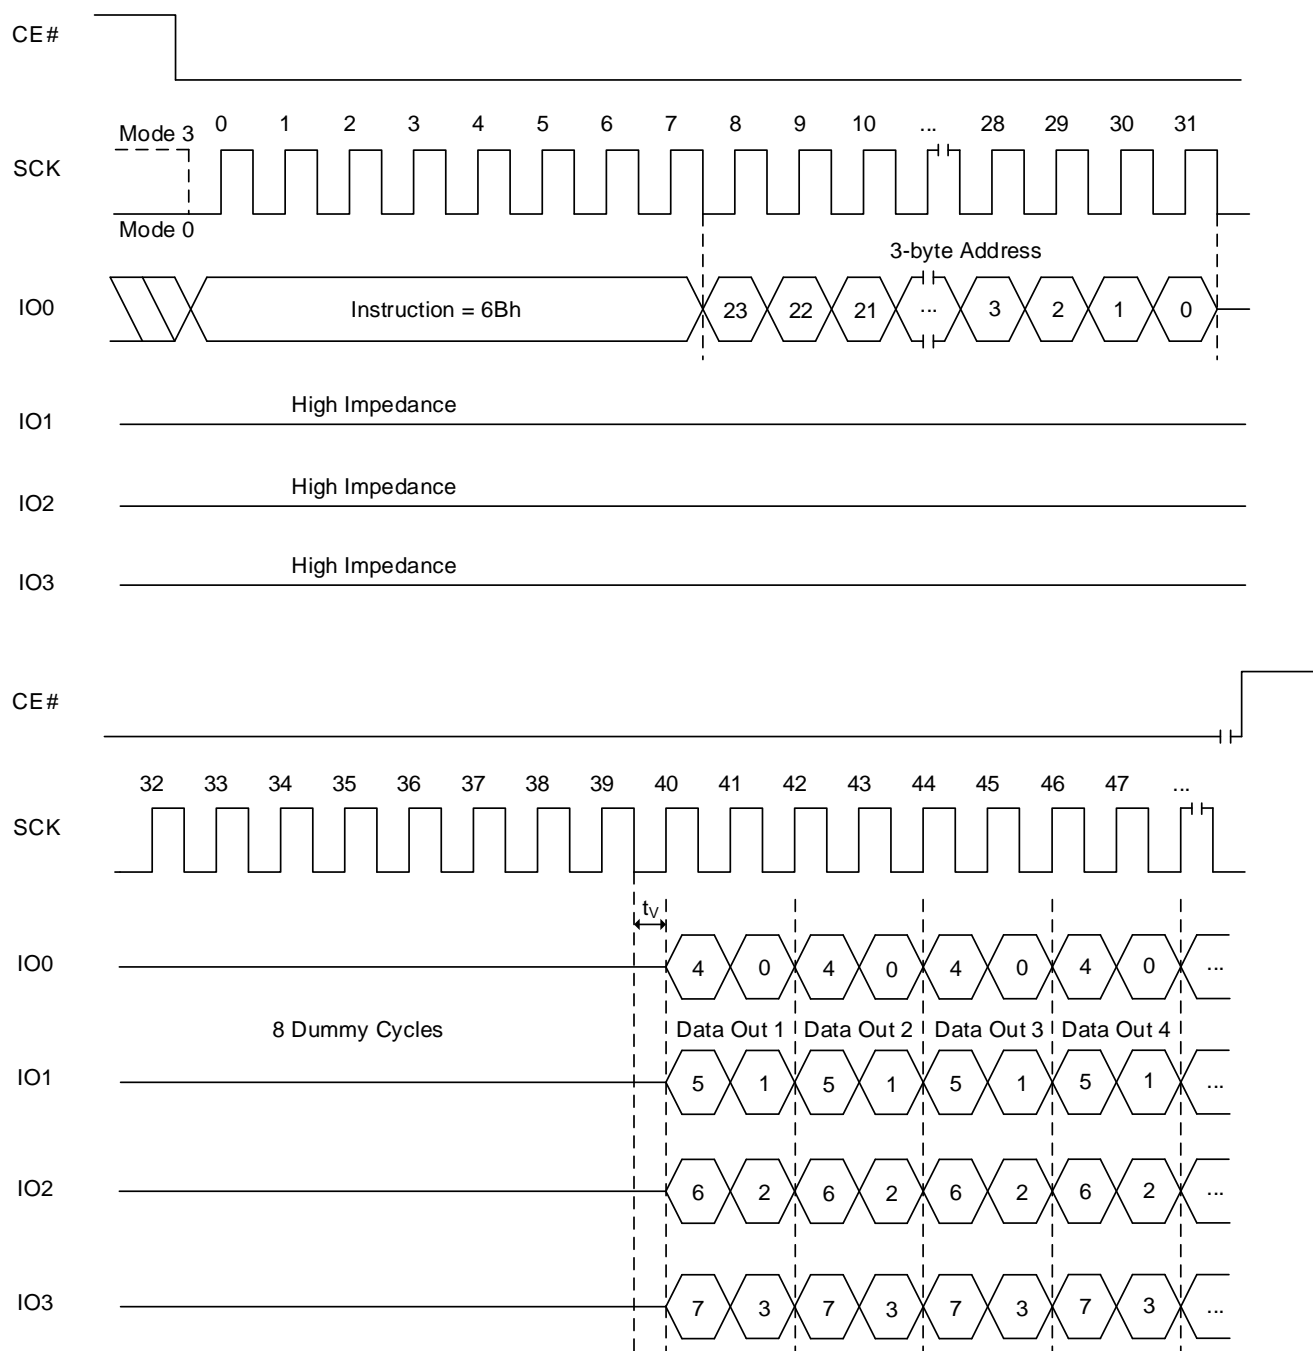 CE#
Mode 3 0 1 2 3 4 5 6 7 8 9 10 ... 28 29 30 31
SCK
Mode 0
3-byte Address
IO0 Instruction = 6Bh 23 22 21 ... 3 2 1 0
High Impedance
IO1
High Impedance
IO2
High Impedance
IO3
CE#
32 33 34 35 36 37 38 39 40 41 42 43 44 45 46 47 ...
SCK
tV
IO0 4 0 4 0 4 0 4 0 ...
8 Dummy Cycles Data Out 1 Data Out 2 Data Out 3 Data Out 4
IO1 5 1 5 1 5 1 5 1 ...
IO2 6 2 6 2 6 2 6 2 ...
IO3 7 3 7 3 7 3 7 3 ...